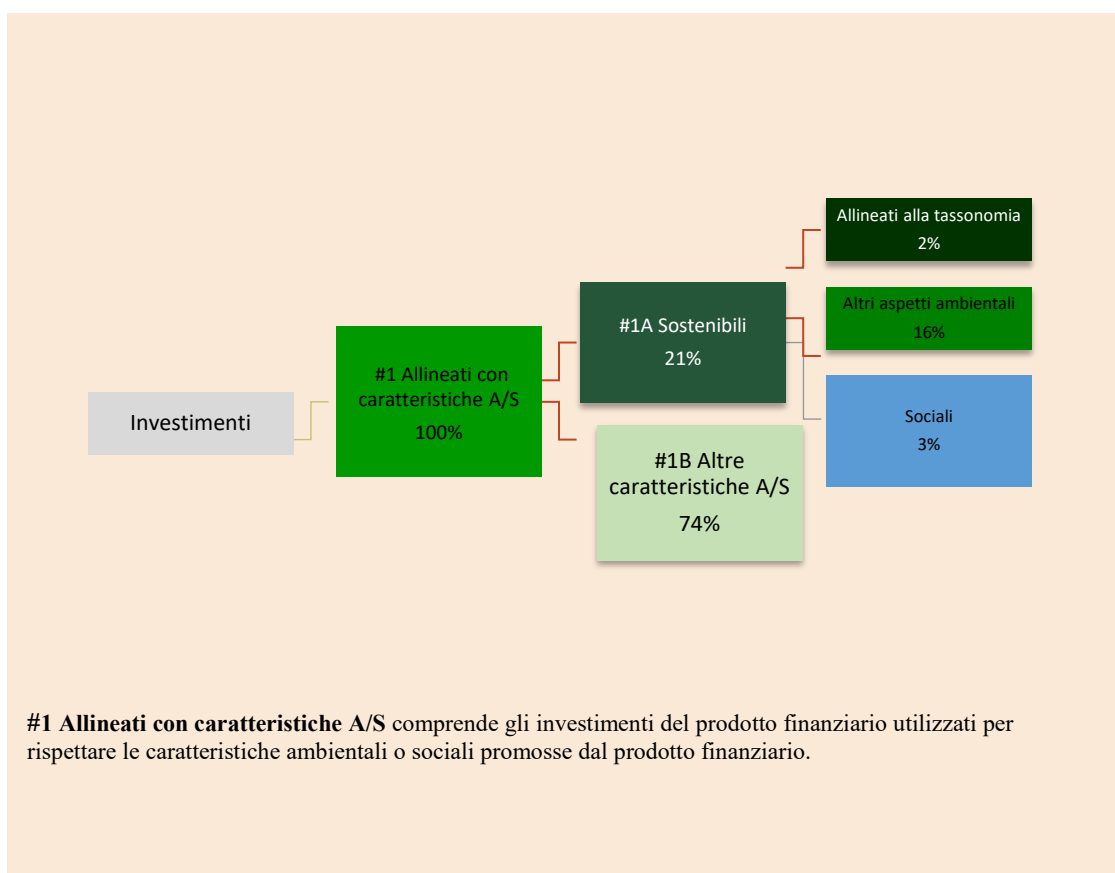 Investimenti
#1 Allineati con
caratteristiche A/S
100%
#1A Sostenibili
21%
#1B Altre
caratteristiche A/S
74%
Allineati alla tassonomia
2%
Altri aspetti ambientali
16%
Sociali
3%
#1 Allineati con caratteristiche A/S comprende gli investimenti del prodotto finanziario utilizzati per
rispettare le caratteristiche ambientali o sociali promosse dal prodotto finanziario.